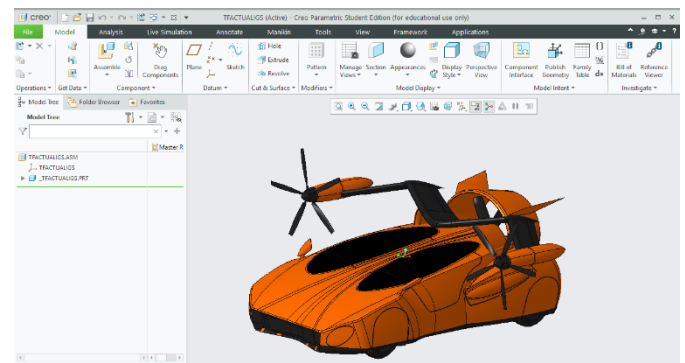 creo TFACTUALIGS (Active) - Creo Parametric Student Edition (for educational use only)
File Model Analysis Live Simulation Annotate Manikin Tools View Framework Applications
Assemble Drag Components Plane Sketch Hole Extrude Revolve Pattern Manage Views Section Appearances Display Style Perspective View Component Interface Publish Geometry Family Table d= Bill of Materials Reference Viewer
Operations Get Data Component Datum Cut & Surface Modifiers Model Display Model Intent Investigate
Model Tree Folder Browser Favorites
Model Tree
Master R
TFACTUALIGS.ASM
TFACTUALIGS
_TFACTUALIGS.PRT